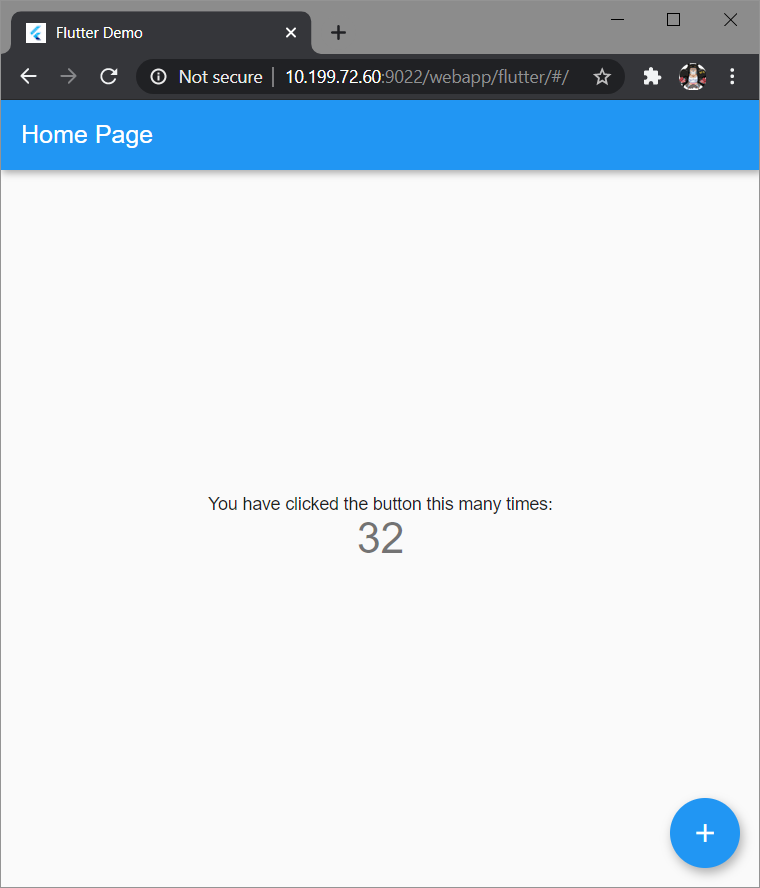 Flutter Demo
Not secure 10.199.72.60:9022/webapp/flutter/#/
Home Page
You have clicked the button this many times:
32